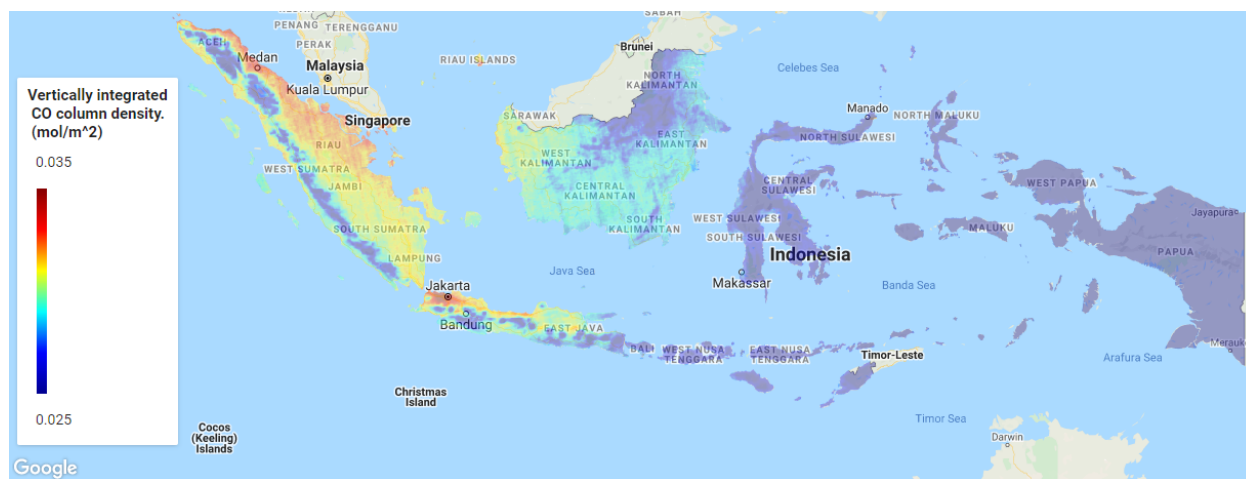 SABAH
KEDAH
PENANG
TERENGGANU
ACEH
PERAK
Brunei
Medan
Malaysia
RIAU ISLANDS
NORTH
KALIMANTAN
Celebes Sea
Kuala Lumpur
Vertically integrated
CO column density.
(mol/m^2)
0.035
0.025
Singapore
SARAWAK
Manado
NORTH MALUKU
NORTH SULAWESI
RIAU
EAST
KALIMANTAN
WEST SUMATRA
WEST
KALIMANTAN
JAMBI
CENTRAL
KALIMANTAN
CENTRAL
SULAWESI
WEST PAPUA
SOUTH SUMATRA
SOUTH
KALIMANTAN
WEST SULAWESI
SOUTH SULAWESI
MALUKU
Jayapura
PAPUA
LAMPUNG
Indonesia
Java Sea
Makassar
Banda Sea
Jakarta
Bandung
EAST JAVA
BALI
WEST NUSA
TENGGARA
EAST NUSA
TENGGARA
Timor-Leste
Merauke
Arafura Sea
Christmas
Island
Timor Sea
Cocos
(Keeling)
Islands
Darwin
Google